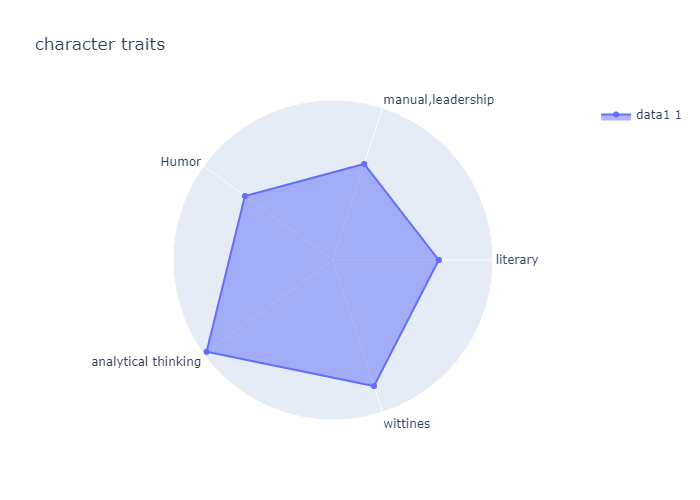 character traits
manual,leadership
data1 1
Humor
literary
analytical thinking
wittines